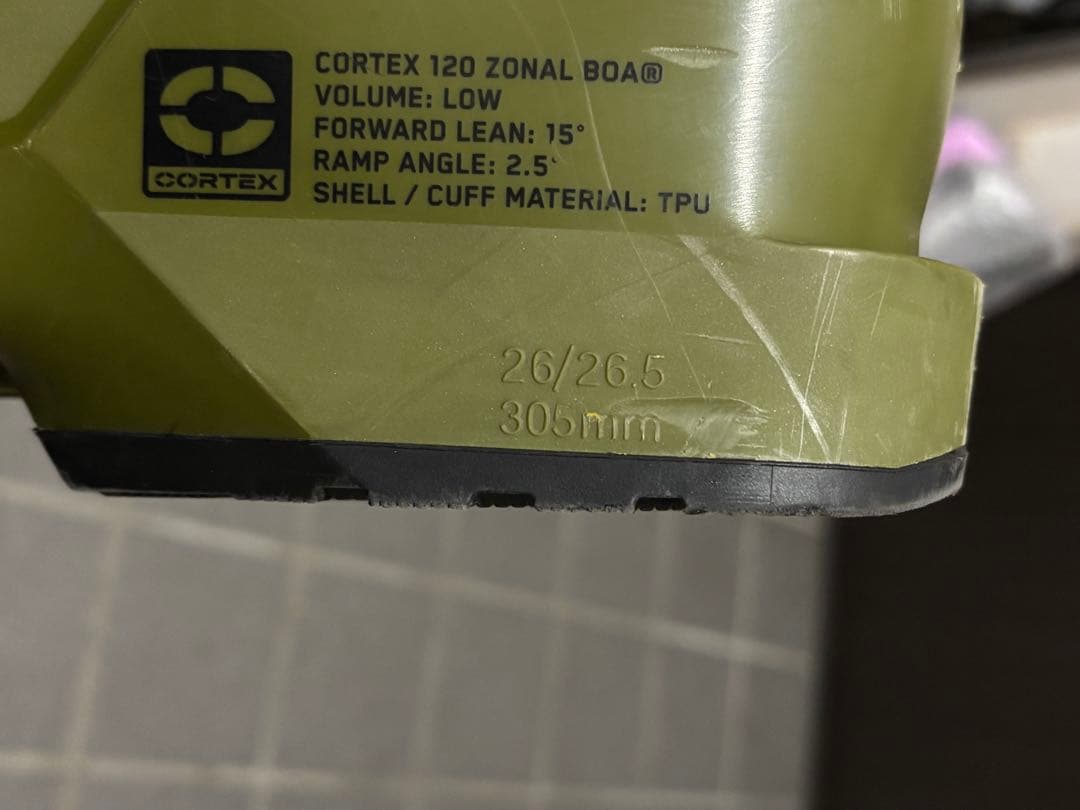 CORTEX 120 ZONAL BOA®
VOLUME: LOW
FORWARD LEAN: 15°
RAMP ANGLE: 2.5°
SHELL / CUFF MATERIAL: TPU
CORTEX
26/26.5
305mm